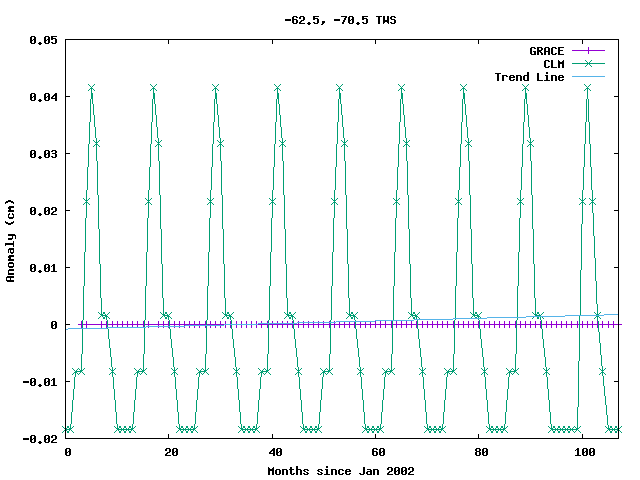 -62.5, -70.5 TWS
GRACE
CLM
Trend Line
0.05
0.04
0.03
0.02
0.01
0
-0.01
-0.02
Anomaly (cm)
0 20 40 60 80 100
Months since Jan 2002